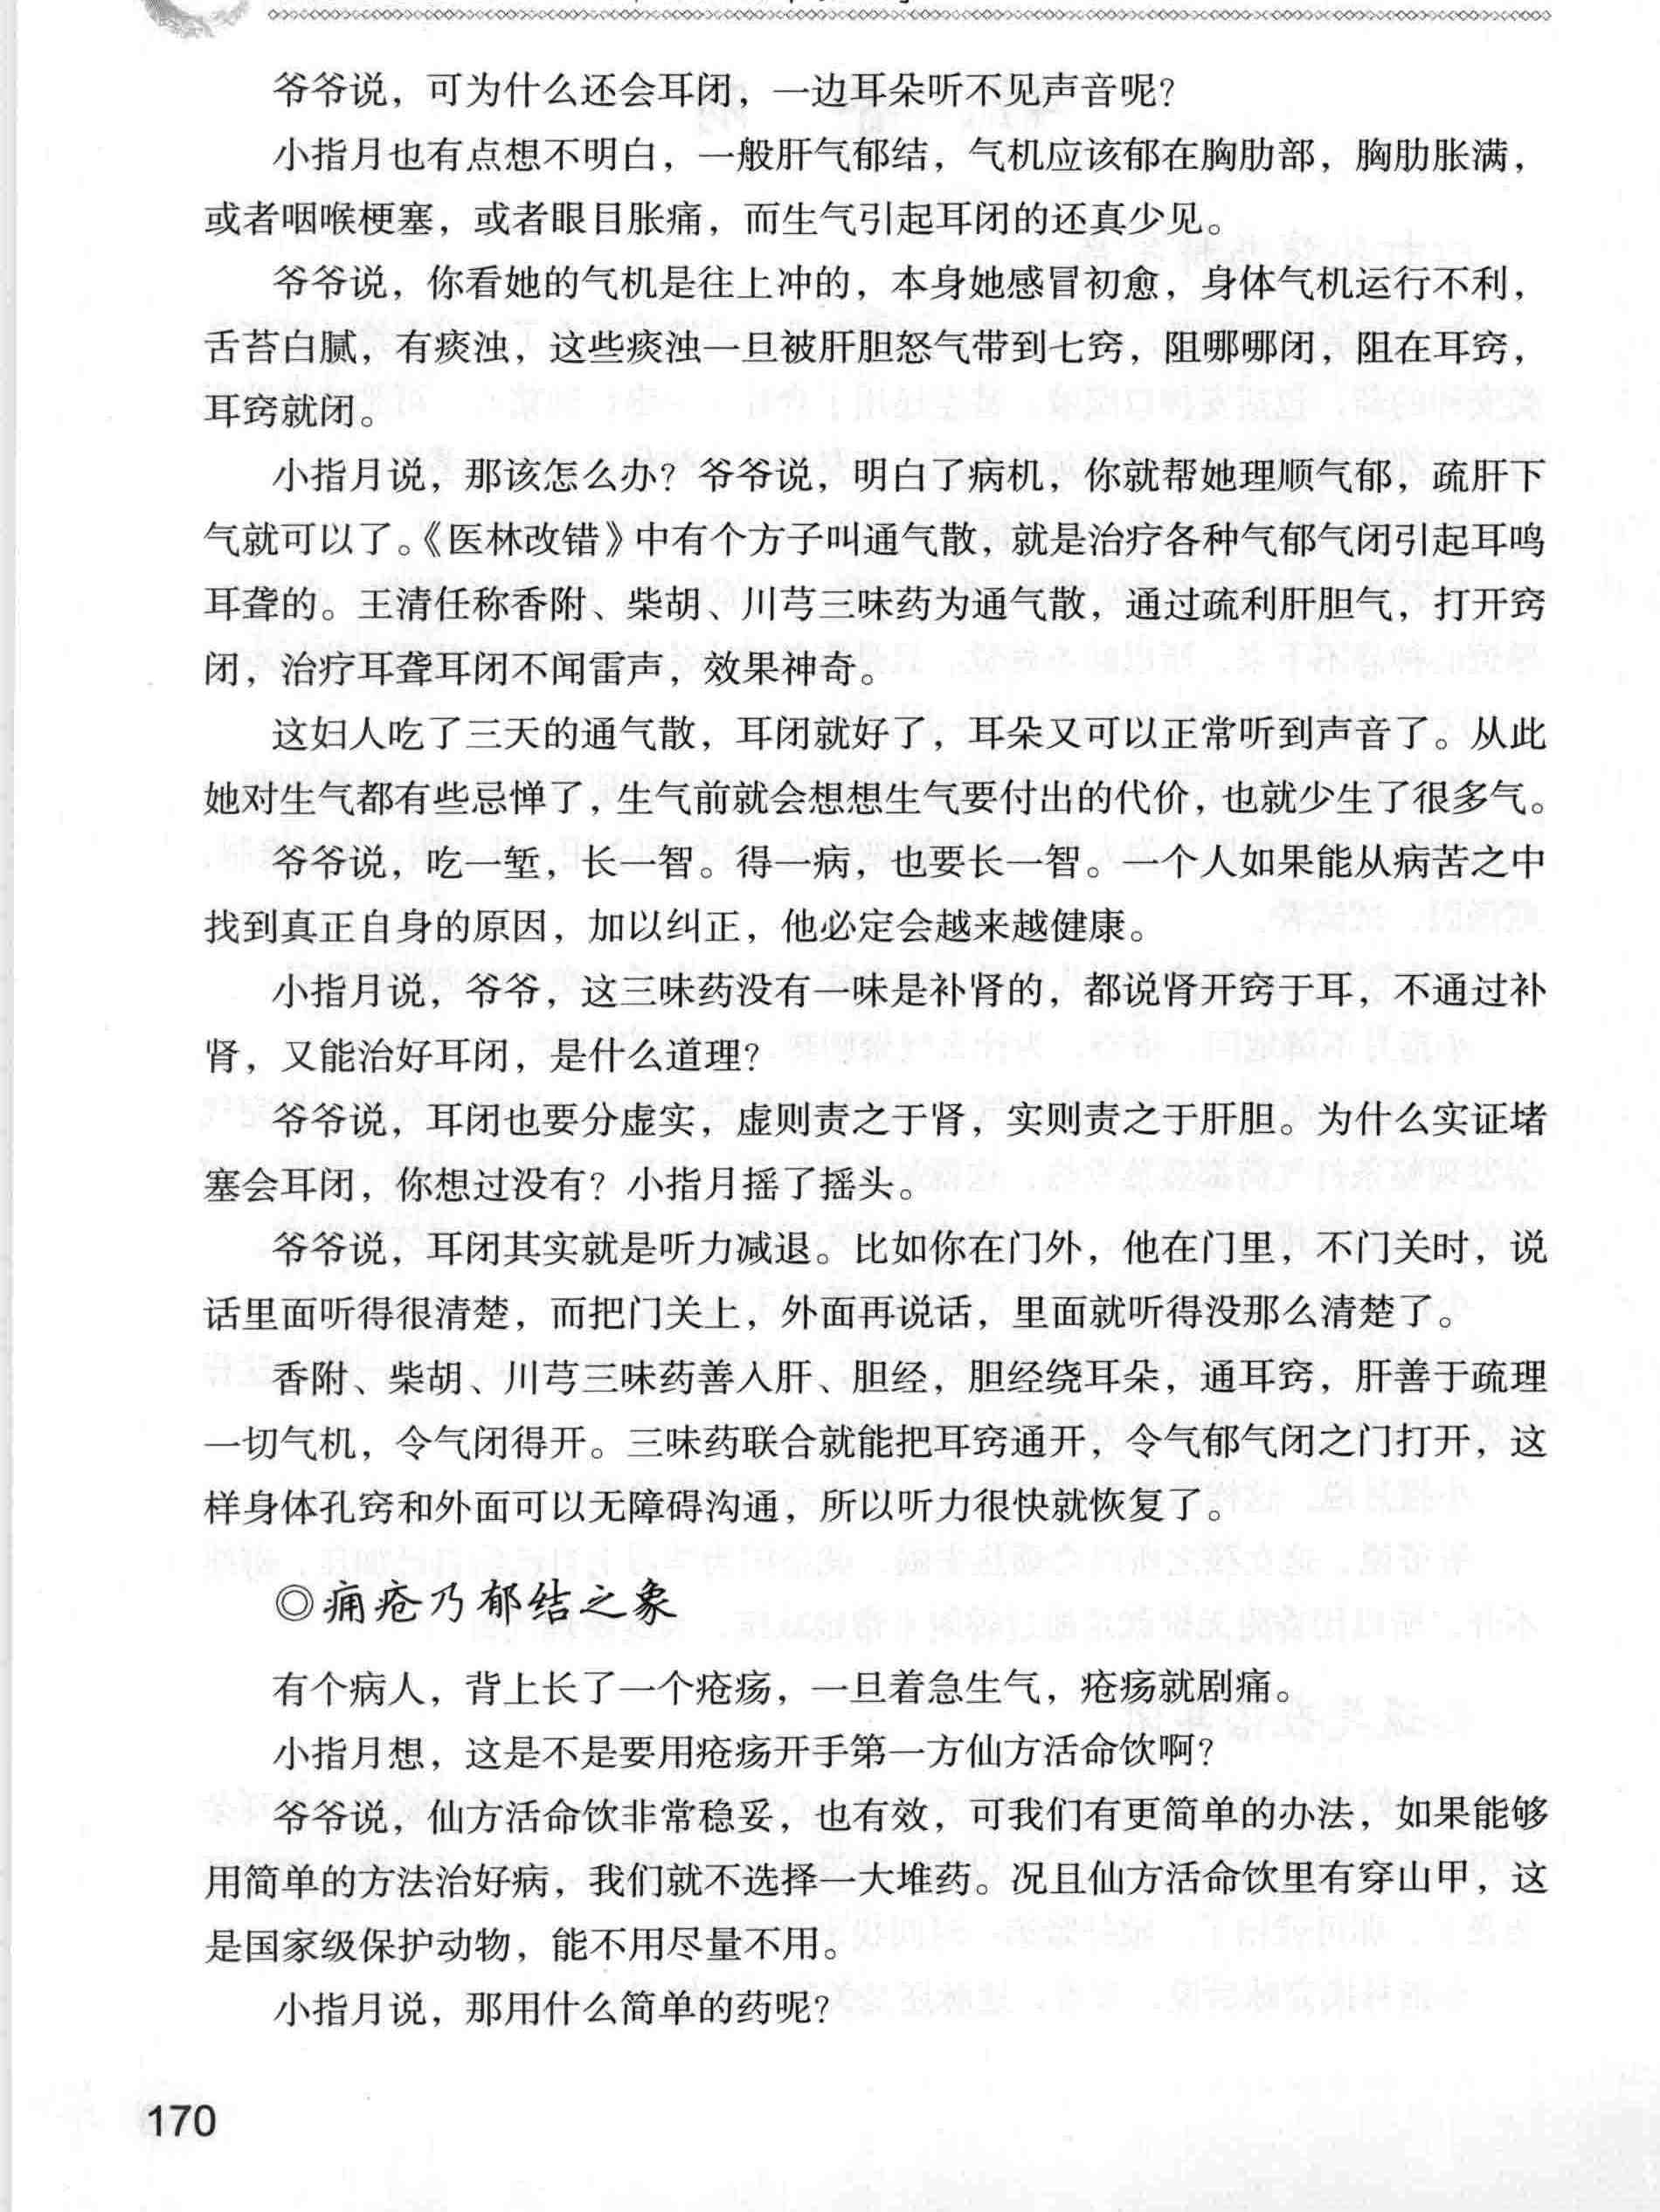 爷爷说，可为什么还会耳闭，一边耳朵听不见声音呢？
小指月也有点想不明白，一般肝气郁结，气机应该郁在胸肋部，胸肋胀满，
或者咽喉梗塞，或者眼目胀痛，而生气引起耳闭的还真少见。
爷爷说，你看她的气机是往上冲的，本身她感冒初愈，身体气机运行不利，
舌苔白腻，有痰浊，这些痰浊一旦被肝胆怒气带到七窍，阻哪哪闭，阻在耳窍，
耳窍就闭。
小指月说，那该怎么办？爷爷说，明白了病机，你就帮她理顺气郁，疏肝下
气就可以了。《医林改错》中有个方子叫通气散，就是治疗各种气郁气闭引起耳鸣
耳聋的。王清任称香附、柴胡、川芎三味药为通气散，通过疏利肝胆气，打开窍
闭，治疗耳聋耳闭不闻雷声，效果神奇。
这妇人吃了三天的通气散，耳闭就好了，耳朵又可以正常听到声音了。从此
她对生气都有些忌惮了，生气前就会想想生气要付出的代价，也就少生了很多气。
爷爷说，吃一堑，长一智。得一病，也要长一智。一个人如果能从病苦之中
找到真正自身的原因，加以纠正，他必定会越来越健康。
小指月说，爷爷，这三味药没有一味是补肾的，都说肾开窍于耳，不通过补
肾，又能治好耳闭，是什么道理？
爷爷说，耳闭也要分虚实，虚则责之于肾，实则责之于肝胆。为什么实证堵
塞会耳闭，你想过没有？小指月摇了摇头。
爷爷说，耳闭其实就是听力减退。比如你在门外，他在门里，不门关时，说
话里面听得很清楚，而把门关上，外面再说话，里面就听得没那么清楚了。
香附、柴胡、川芎三味药善入肝、胆经，胆经绕耳朵，通耳窍，肝善于疏理
一切气机，令气闭得开。三味药联合就能把耳窍通开，令气郁气闭之门打开，这
样身体孔窍和外面可以无障碍沟通，所以听力很快就恢复了。
◎痈疮乃郁结之象
有个病人，背上长了一个疮疡，一旦着急生气，疮疡就剧痛。
小指月想，这是不是要用疮疡开手第一方仙方活命饮啊？
爷爷说，仙方活命饮非常稳妥，也有效，可我们有更简单的办法，如果能够
用简单的方法治好病，我们就不选择一大堆药。况且仙方活命饮里有穿山甲，这
是国家级保护动物，能不用尽量不用。
小指月说，那用什么简单的药呢？
170